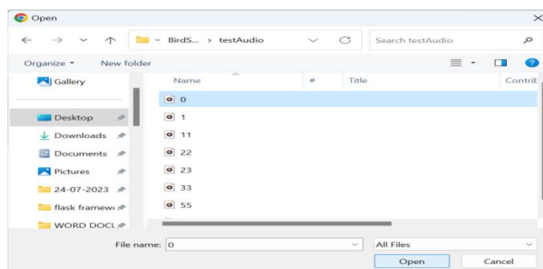 Open
BirdS... › testAudio
Search testAudio
Organize
New folder
Gallery
Name
#
Title
Contrib
0
Desktop
1
Downloads
11
Documents
22
Pictures
23
24-07-2023
33
flask framew
55
WORD DOCU
File name: 0
All Files
Open
Cancel